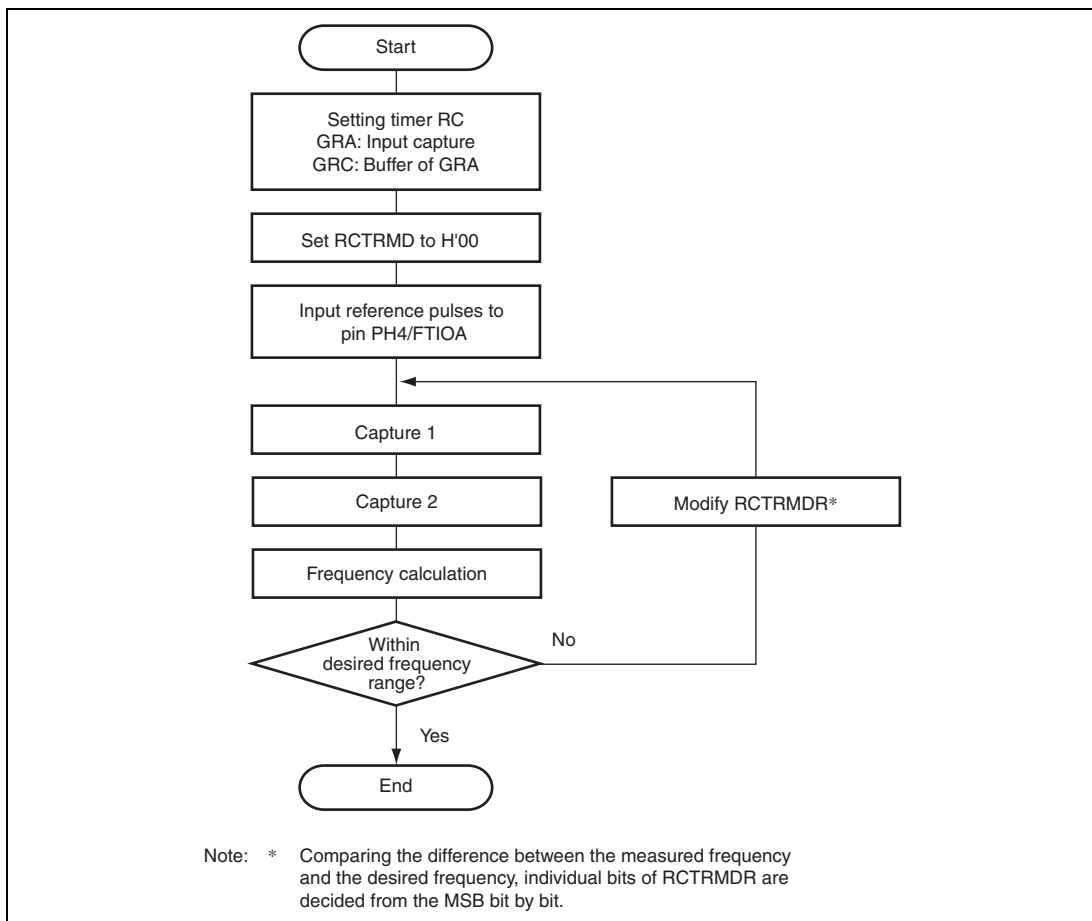 Start
Setting timer RC
GRA: Input capture
GRC: Buffer of GRA
Set RCTRMD to H'00
Input reference pulses to
pin PH4/FTIOA
Capture 1
Capture 2
Modify RCTRMDR*
Frequency calculation
Within
desired frequency
range?
No
Yes
End
Note: * Comparing the difference between the measured frequency
and the desired frequency, individual bits of RCTRMDR are
decided from the MSB bit by bit.